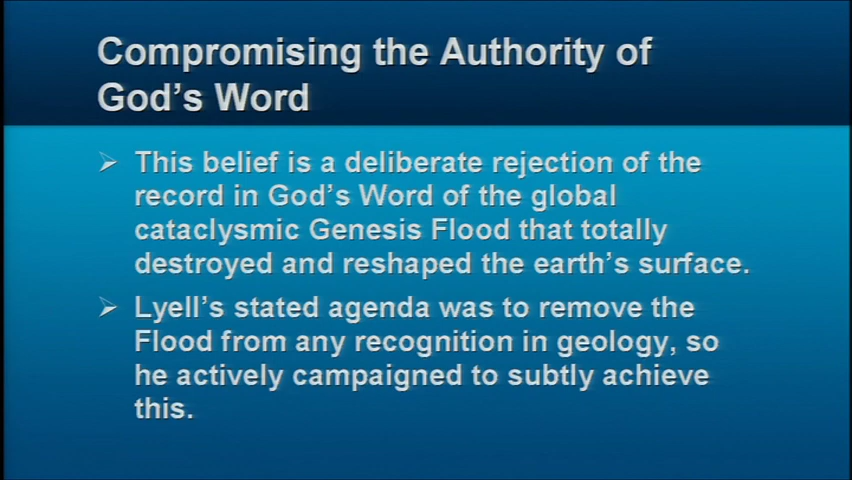 Compromising the Authority of
God's Word
➢ This belief is a deliberate rejection of the
record in God's Word of the global
cataclysmic Genesis Flood that totally
destroyed and reshaped the earth's surface.
➢ Lyell's stated agenda was to remove the
Flood from any recognition in geology, so
he actively campaigned to subtly achieve
this.